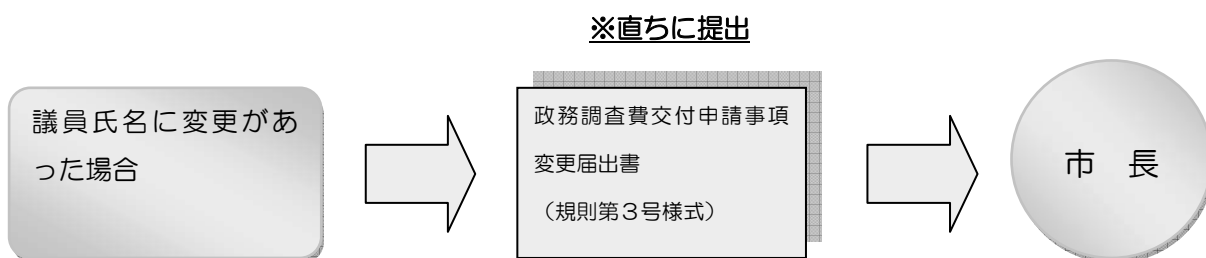 ※直ちに提出
議員氏名に変更があ
った場合
政務調査費交付申請事項
変更届出書
（規則第３号様式）
市　長